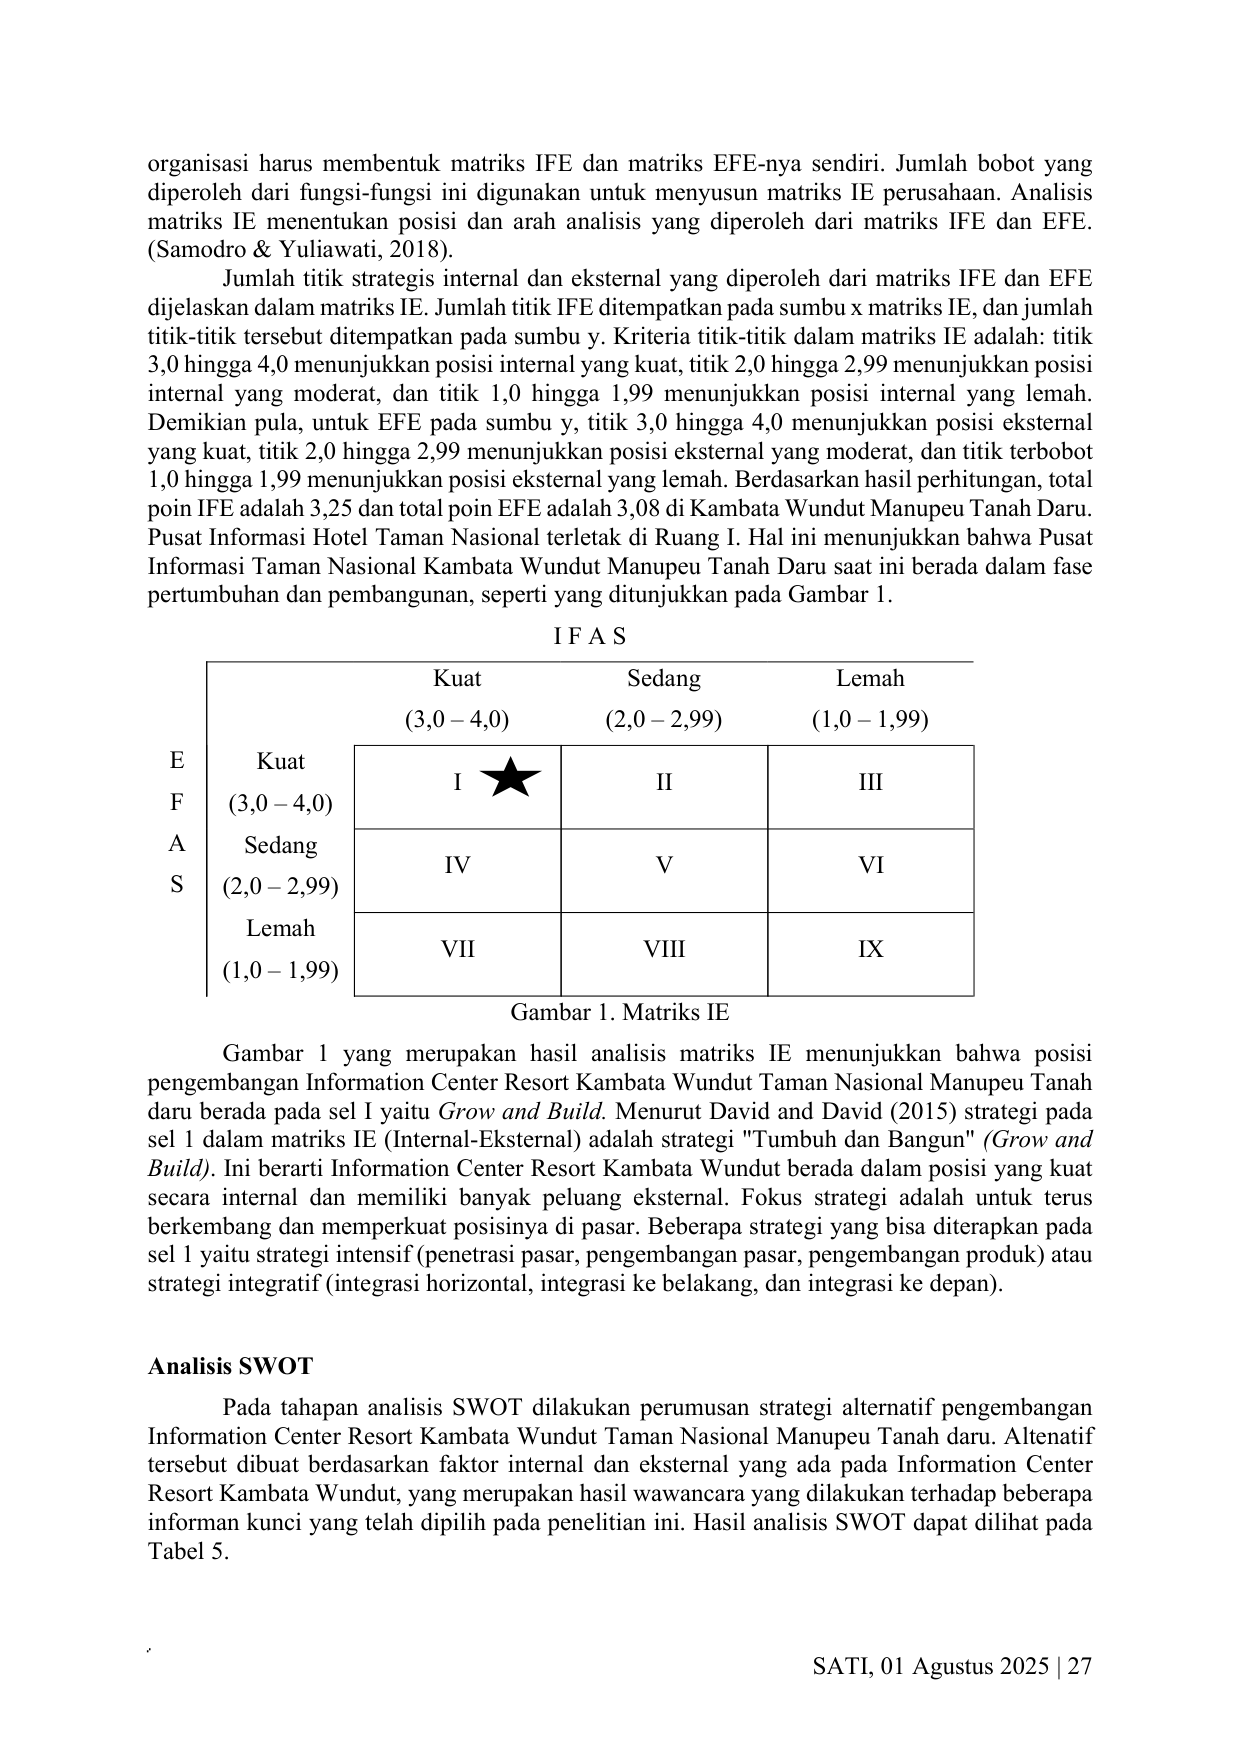 organisasi harus membentuk matriks IFE dan matriks EFE-nya sendiri. Jumlah bobot yang
diperoleh dari fungsi-fungsi ini digunakan untuk menyusun matriks IE perusahaan. Analisis
matriks IE menentukan posisi dan arah analisis yang diperoleh dari matriks IFE dan EFE.
(Samodro & Yuliawati, 2018).
Jumlah titik strategis internal dan eksternal yang diperoleh dari matriks IFE dan EFE
dijelaskan dalam matriks IE. Jumlah titik IFE ditempatkan pada sumbu x matriks IE, dan jumlah
titik-titik tersebut ditempatkan pada sumbu y. Kriteria titik-titik dalam matriks IE adalah: titik
3,0 hingga 4,0 menunjukkan posisi internal yang kuat, titik 2,0 hingga 2,99 menunjukkan posisi
internal yang moderat, dan titik 1,0 hingga 1,99 menunjukkan posisi internal yang lemah.
Demikian pula, untuk EFE pada sumbu y, titik 3,0 hingga 4,0 menunjukkan posisi eksternal
yang kuat, titik 2,0 hingga 2,99 menunjukkan posisi eksternal yang moderat, dan titik terbobot
1,0 hingga 1,99 menunjukkan posisi eksternal yang lemah. Berdasarkan hasil perhitungan, total
poin IFE adalah 3,25 dan total poin EFE adalah 3,08 di Kambata Wundut Manupeu Tanah Daru.
Pusat Informasi Hotel Taman Nasional terletak di Ruang I. Hal ini menunjukkan bahwa Pusat
Informasi Taman Nasional Kambata Wundut Manupeu Tanah Daru saat ini berada dalam fase
pertumbuhan dan pembangunan, seperti yang ditunjukkan pada Gambar 1.
I F A S
Kuat Sedang Lemah
(3,0 – 4,0) (2,0 – 2,99) (1,0 – 1,99)
E Kuat
I II III
F (3,0 – 4,0)
A Sedang
IV V VI
S (2,0 – 2,99)
Lemah
VII VIII IX
(1,0 – 1,99)
Gambar 1. Matriks IE
Gambar 1 yang merupakan hasil analisis matriks IE menunjukkan bahwa posisi
pengembangan Information Center Resort Kambata Wundut Taman Nasional Manupeu Tanah
daru berada pada sel I yaitu Grow and Build. Menurut David and David (2015) strategi pada
sel 1 dalam matriks IE (Internal-Eksternal) adalah strategi "Tumbuh dan Bangun" (Grow and
Build). Ini berarti Information Center Resort Kambata Wundut berada dalam posisi yang kuat
secara internal dan memiliki banyak peluang eksternal. Fokus strategi adalah untuk terus
berkembang dan memperkuat posisinya di pasar. Beberapa strategi yang bisa diterapkan pada
sel 1 yaitu strategi intensif (penetrasi pasar, pengembangan pasar, pengembangan produk) atau
strategi integratif (integrasi horizontal, integrasi ke belakang, dan integrasi ke depan).
Analisis SWOT
Pada tahapan analisis SWOT dilakukan perumusan strategi alternatif pengembangan
Information Center Resort Kambata Wundut Taman Nasional Manupeu Tanah daru. Altenatif
tersebut dibuat berdasarkan faktor internal dan eksternal yang ada pada Information Center
Resort Kambata Wundut, yang merupakan hasil wawancara yang dilakukan terhadap beberapa
informan kunci yang telah dipilih pada penelitian ini. Hasil analisis SWOT dapat dilihat pada
Tabel 5.
SATI, 01 Agustus 2025 | 27